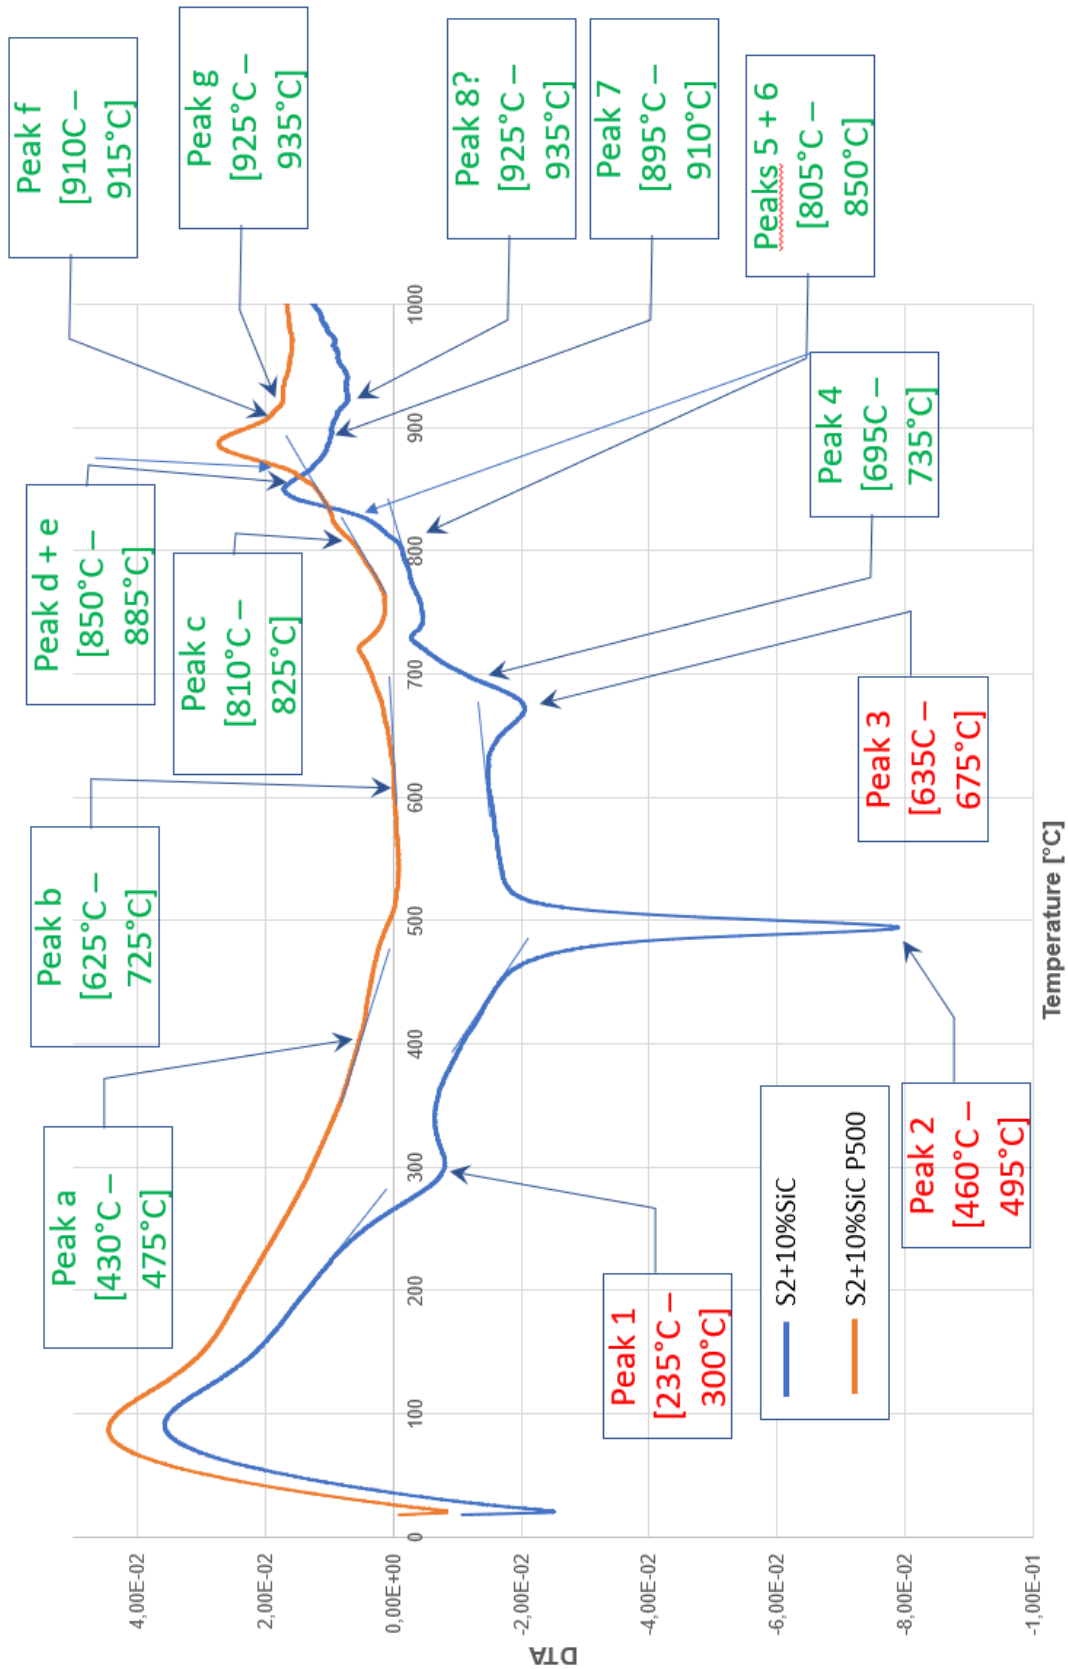 Peak a
[430°C –
475°C]
Peak b
[625°C –
725°C]
Peak c
[810°C –
825°C]
Peak d + e
[850°C –
885°C]
Peak f
[910C –
915°C]
Peak g
[925°C –
935°C]
Peak 8?
[925°C –
935°C]
Peak 7
[895°C –
910°C]
Peaks 5 + 6
[805°C –
850°C]
Peak 4
[695C –
735°C]
Peak 3
[635C –
675°C]
Peak 2
[460°C –
495°C]
Peak 1
[235°C –
300°C]
S2+10%SiC
S2+10%SiC P500
DTA
4,00E-02
2,00E-02
0,00E+00
-2,00E-02
-4,00E-02
-6,00E-02
-8,00E-02
-1,00E-01
0
100
200
300
400
500
600
700
800
900
1000
Temperature [°C]